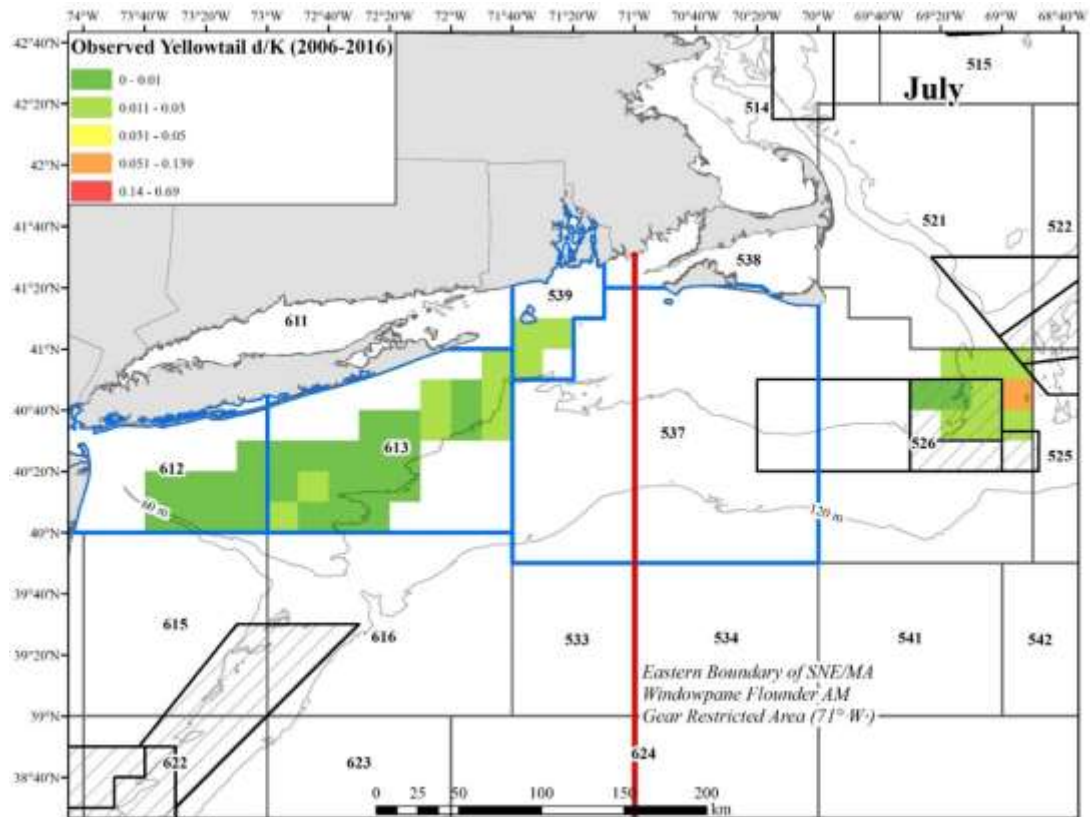 74°W 73°20'W 72°40'W 72°20'W 71°40'W 71°20'W 71°0'W 70°40'W 70°20'W 70°W 69°40'W 69°20'W 69°W 68°40'W
42°40'N
42°20'N
42°N
41°40'N
41°20'N
41°N
40°40'N
40°20'N
40°N
39°40'N
39°20'N
39°N
38°40'N
Observed Yellowtail d/K (2006-2016)
0 - 0.01
0.011 - 0.03
0.031 - 0.05
0.051 - 0.139
0.14 - 0.69
July
515
514
521
522
538
539
611
537
613
612
526
525
60 m
120 m
615
616
533
534
541
542
Eastern Boundary of SNE/MA
Windowpane Flounder AM
Gear Restricted Area (71° W)
622
623
624
0 25 50 100 150 200
km